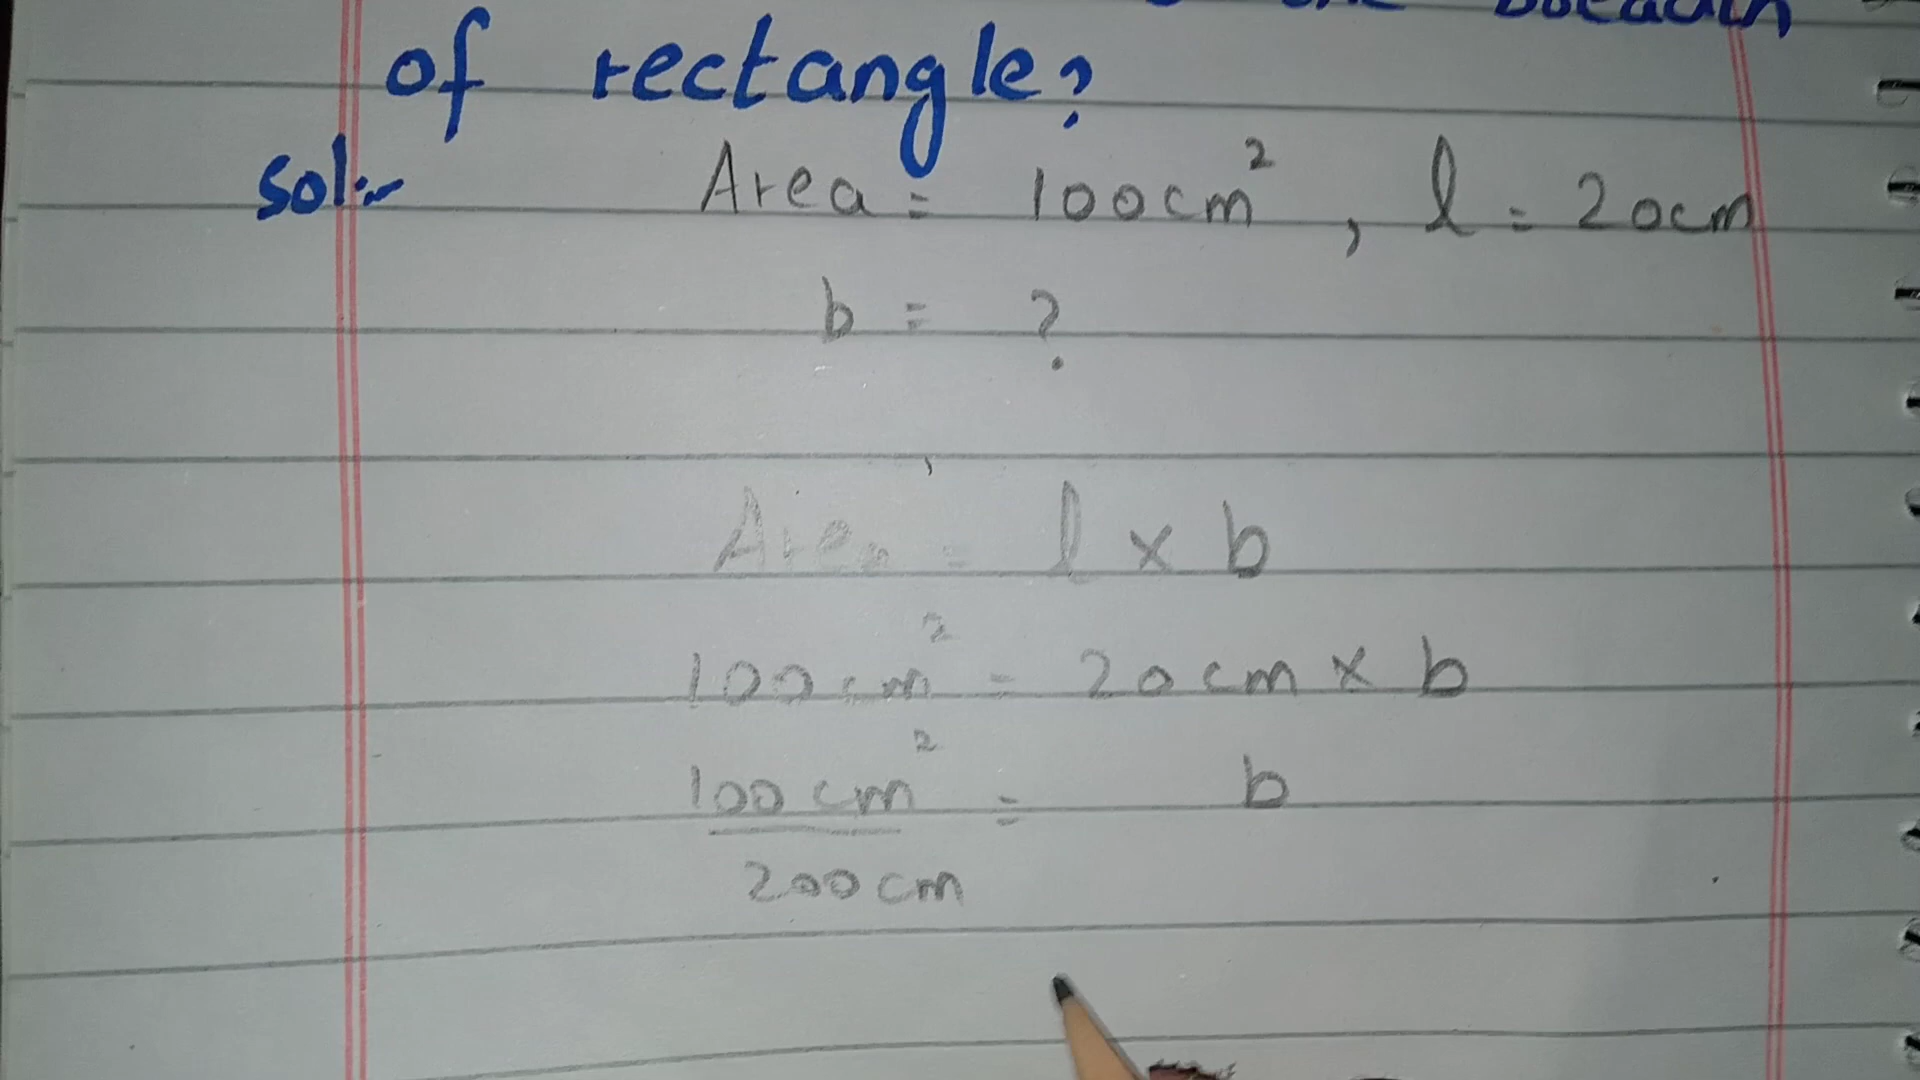 of rectangle?
sol:-
Area = 100cm², l = 20cm
b = ?
Area = l × b
100cm² = 20cm × b
100cm² = b
200cm